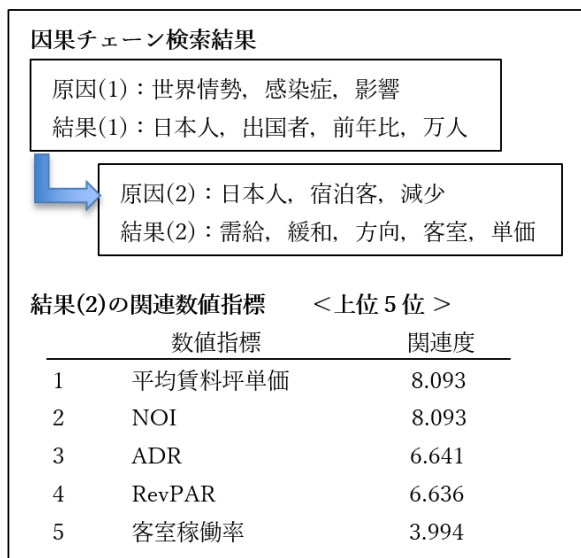 因果チェーン検索結果
原因(1)：世界情勢, 感染症, 影響
結果(1)：日本人, 出国者, 前年比, 万人
原因(2)：日本人, 宿泊客, 減少
結果(2)：需給, 緩和, 方向, 客室, 単価
結果(2)の関連数値指標 ＜上位5位＞
数値指標 関連度
1 平均賃料坪単価 8.093
2 NOI 8.093
3 ADR 6.641
4 RevPAR 6.636
5 客室稼働率 3.994